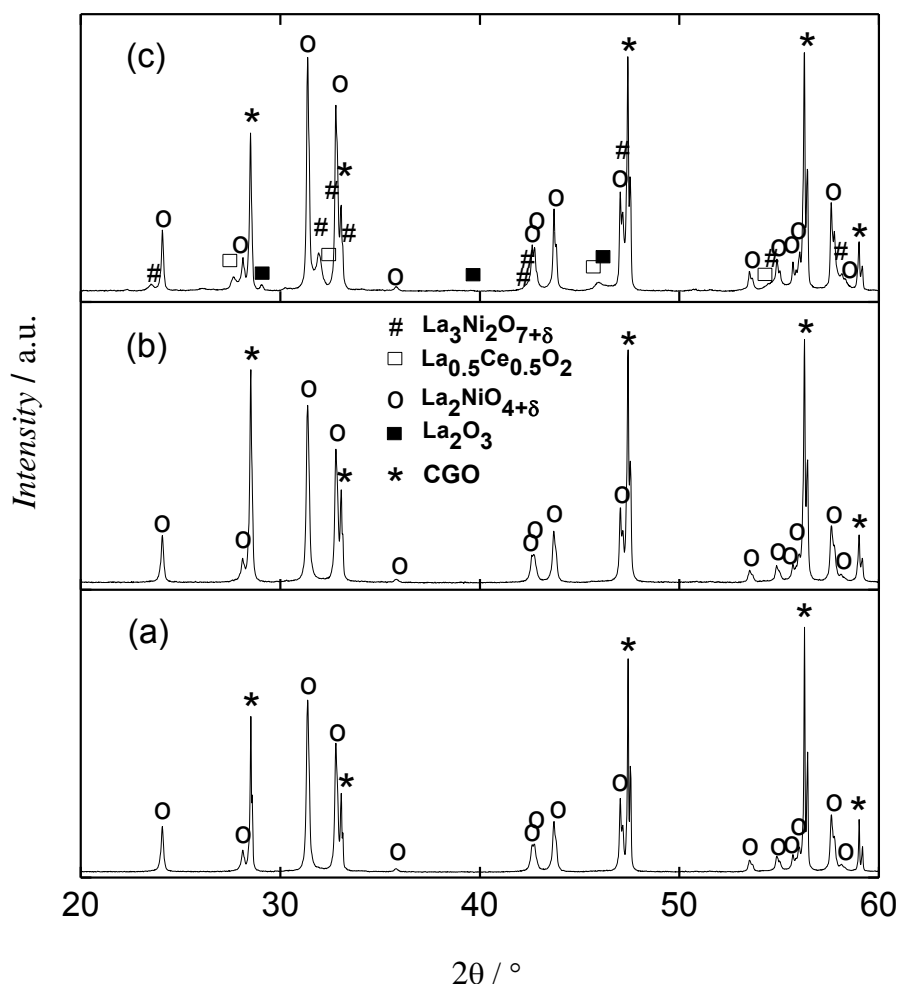 (c)
# La3Ni2O7+δ
□ La0.5Ce0.5O2
o La2NiO4+δ
■ La2O3
* CGO
(b)
(a)
Intensity / a.u.
20 30 40 50 60
2θ / °